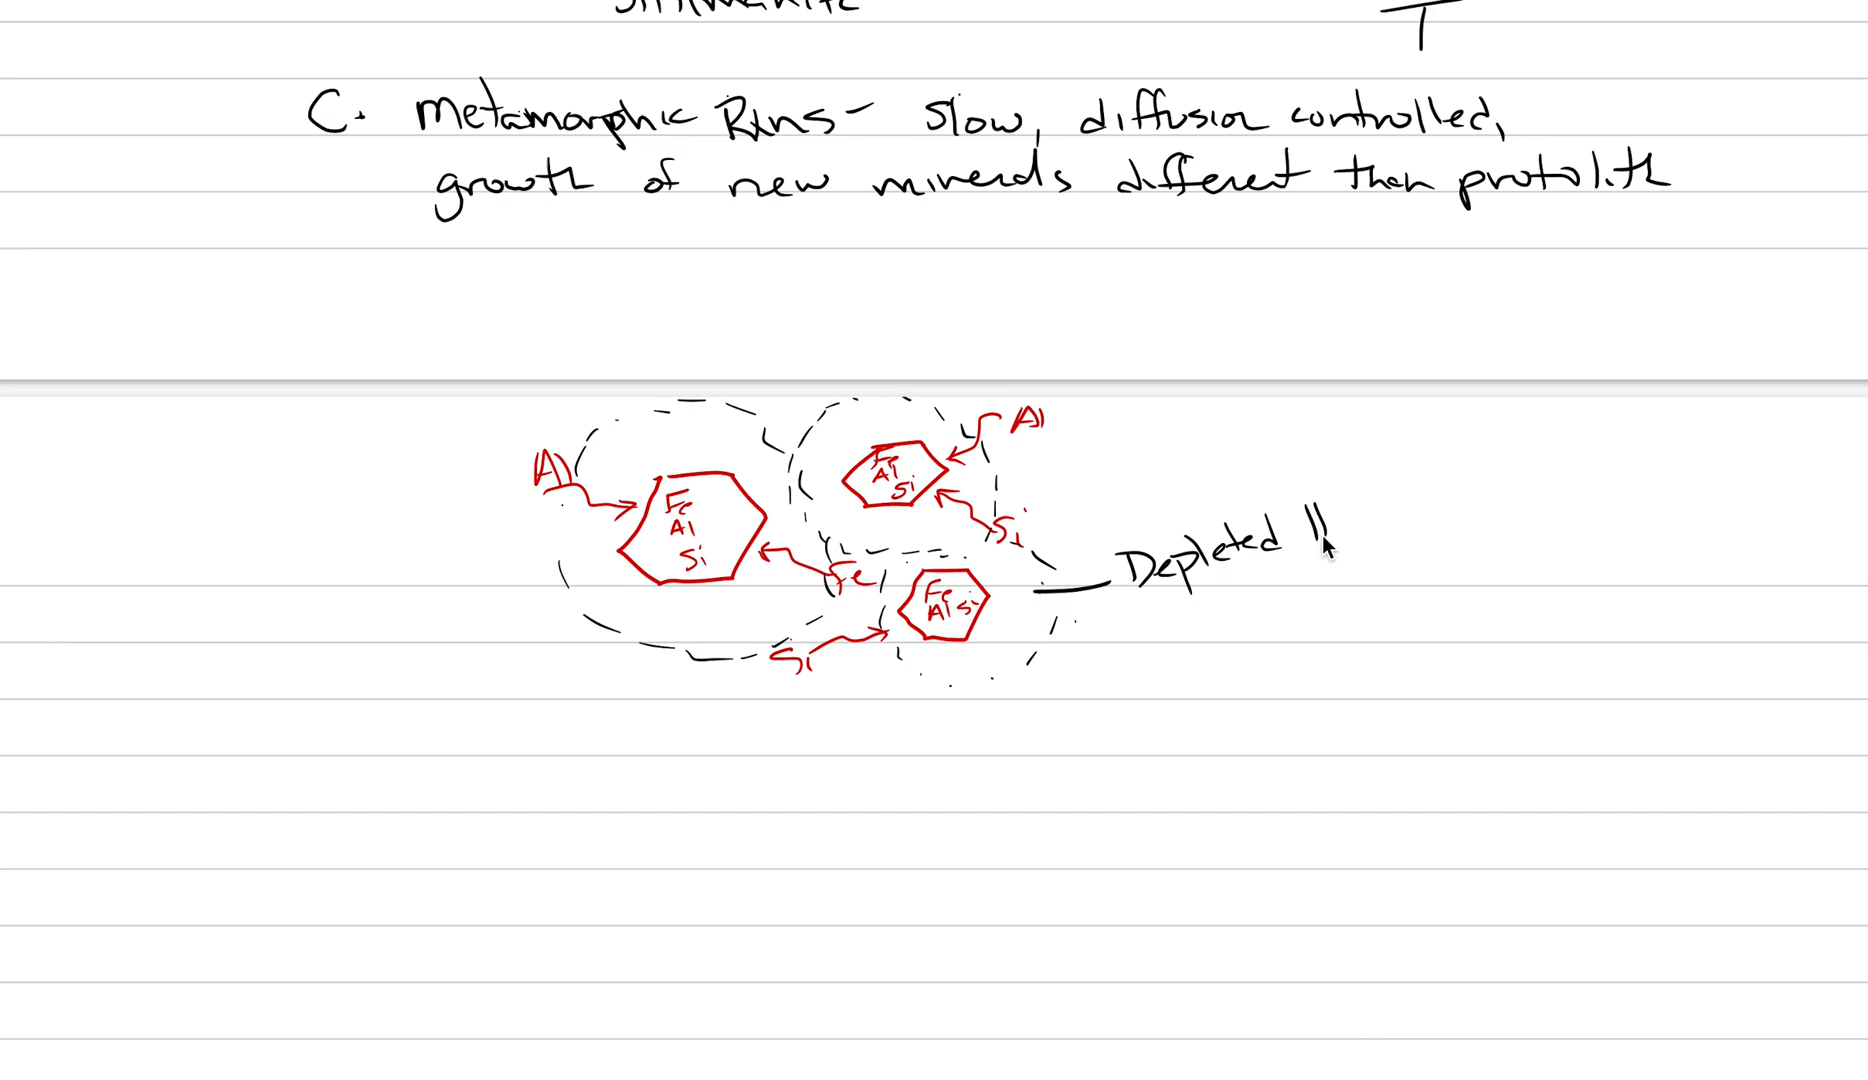 C. Metamorphic Rxns - Slow, diffusion controlled,
growth of new minerals different than protolith
Al
Fe
Al
Si
Al
Fe
Al
Si
Si
Fe
Fe
Al Si
Si
Depleted !!